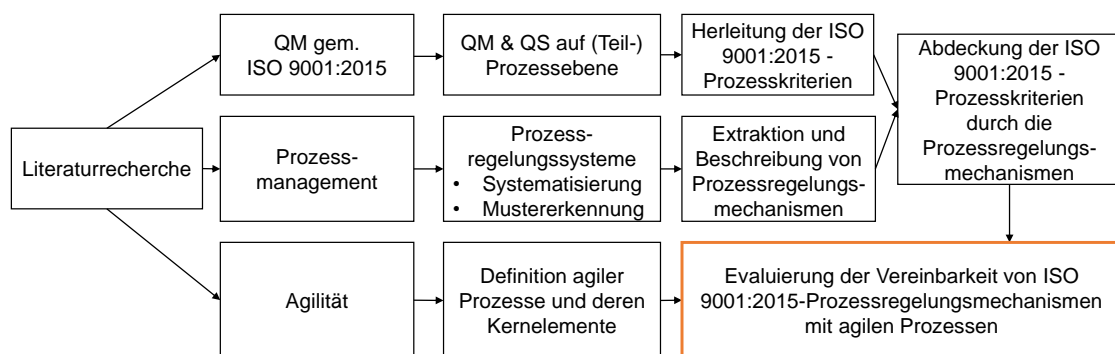 Literaturrecherche
QM gem.
ISO 9001:2015
QM & QS auf (Teil-)
Prozessebene
Herleitung der ISO
9001:2015 -
Prozesskriterien
Abdeckung der ISO
9001:2015 -
Prozesskriterien
durch die
Prozessregelungs-
mechanismen
Prozess-
management
Prozess-
regelungssysteme
• Systematisierung
• Mustererkennung
Extraktion und
Beschreibung von
Prozessregelungs-
mechanismen
Agilität
Definition agiler
Prozesse und deren
Kernelemente
Evaluierung der Vereinbarkeit von ISO
9001:2015-Prozessregelungsmechanismen
mit agilen Prozessen